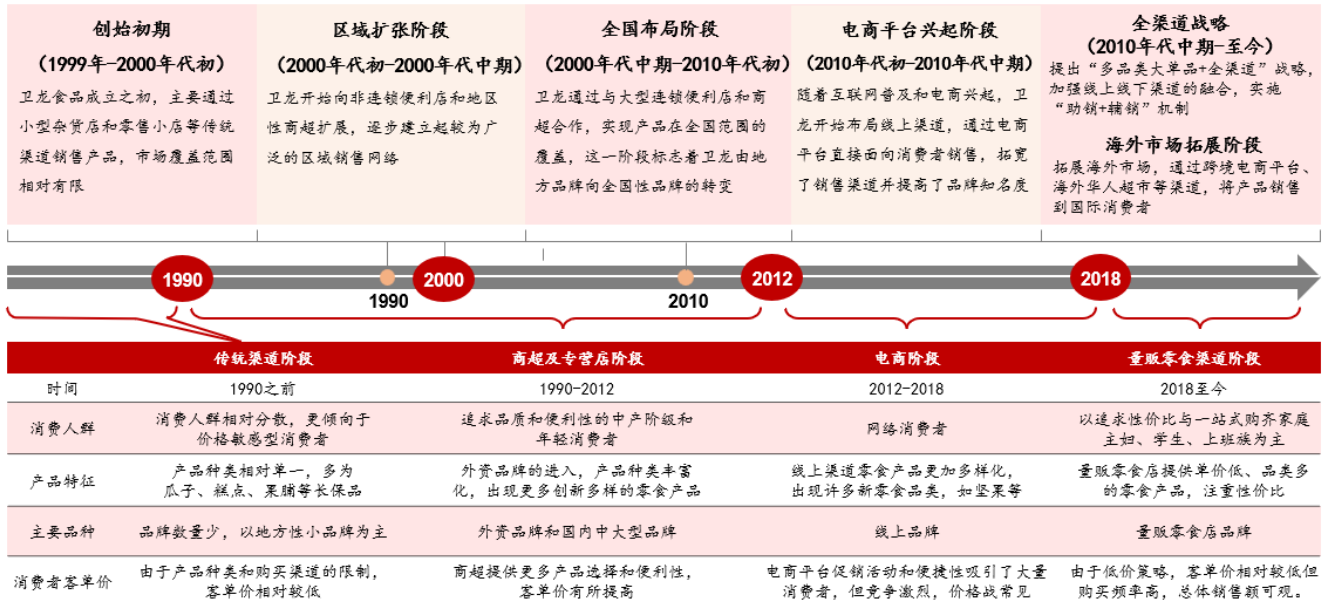 创始初期
（1999年-2000年代初）
卫龙食品成立之初，主要通过
小型杂货店和零售小店等传统
渠道销售产品，市场覆盖范围
相对有限
区域扩张阶段
（2000年代初-2000年代中期）
卫龙开始向非连锁便利店和地区
性商超扩展，逐步建立起较为广
泛的区域销售网络
全国布局阶段
（2000年代中期-2010年代初）
卫龙通过与大型连锁便利店和商
超合作，实现产品在全国范围的
覆盖，这一阶段标志着卫龙由地
方品牌向全国性品牌的转变
电商平台兴起阶段
（2010年代初-2010年代中期）
随着互联网普及和电商兴起，卫
龙开始布局线上渠道，通过电商
平台直接面向消费者销售，拓宽
了销售渠道并提高了品牌知名度
全渠道战略
（2010年代中期-至今）
提出“多品类大单品+全渠道”战略，
加强线上线下渠道的融合，实施
“助销+辅销”机制
海外市场拓展阶段
拓展海外市场，通过跨境电商平台、
海外华人超市等渠道，将产品销售
到国际消费者
1990
2000
2012
2018
1990
2010
传统渠道阶段
商超及专营店阶段
电商阶段
量贩零食渠道阶段
时间
1990之前
1990-2012
2012-2018
2018至今
消费人群
消费人群相对分散，更倾向于
价格敏感型消费者
追求品质和便利性的中产阶级和
年轻消费者
网络消费者
以追求性价比与一站式购齐家庭
主妇、学生、上班族为主
产品特征
产品种类相对单一，多为
瓜子、糕点、果脯等长保品
外资品牌的进入，产品种类丰富
化，出现更多创新多样的零食产品
线上渠道零食产品更加多样化，
出现许多新零食品类，如坚果等
量贩零食店提供单价低、品类多
的零食产品，注重性价比
主要品种
品牌数量少，以地方性小品牌为主
外资品牌和国内中大型品牌
线上品牌
量贩零食店品牌
消费者客单价
由于产品种类和购买渠道的限制，
客单价相对较低
商超提供更多产品选择和便利性，
客单价有所提高
电商平台促销活动和便捷性吸引了大量
消费者，但竞争激烈，价格战常见
由于低价策略，客单价相对较低但
购买频率高，总体销售额可观。